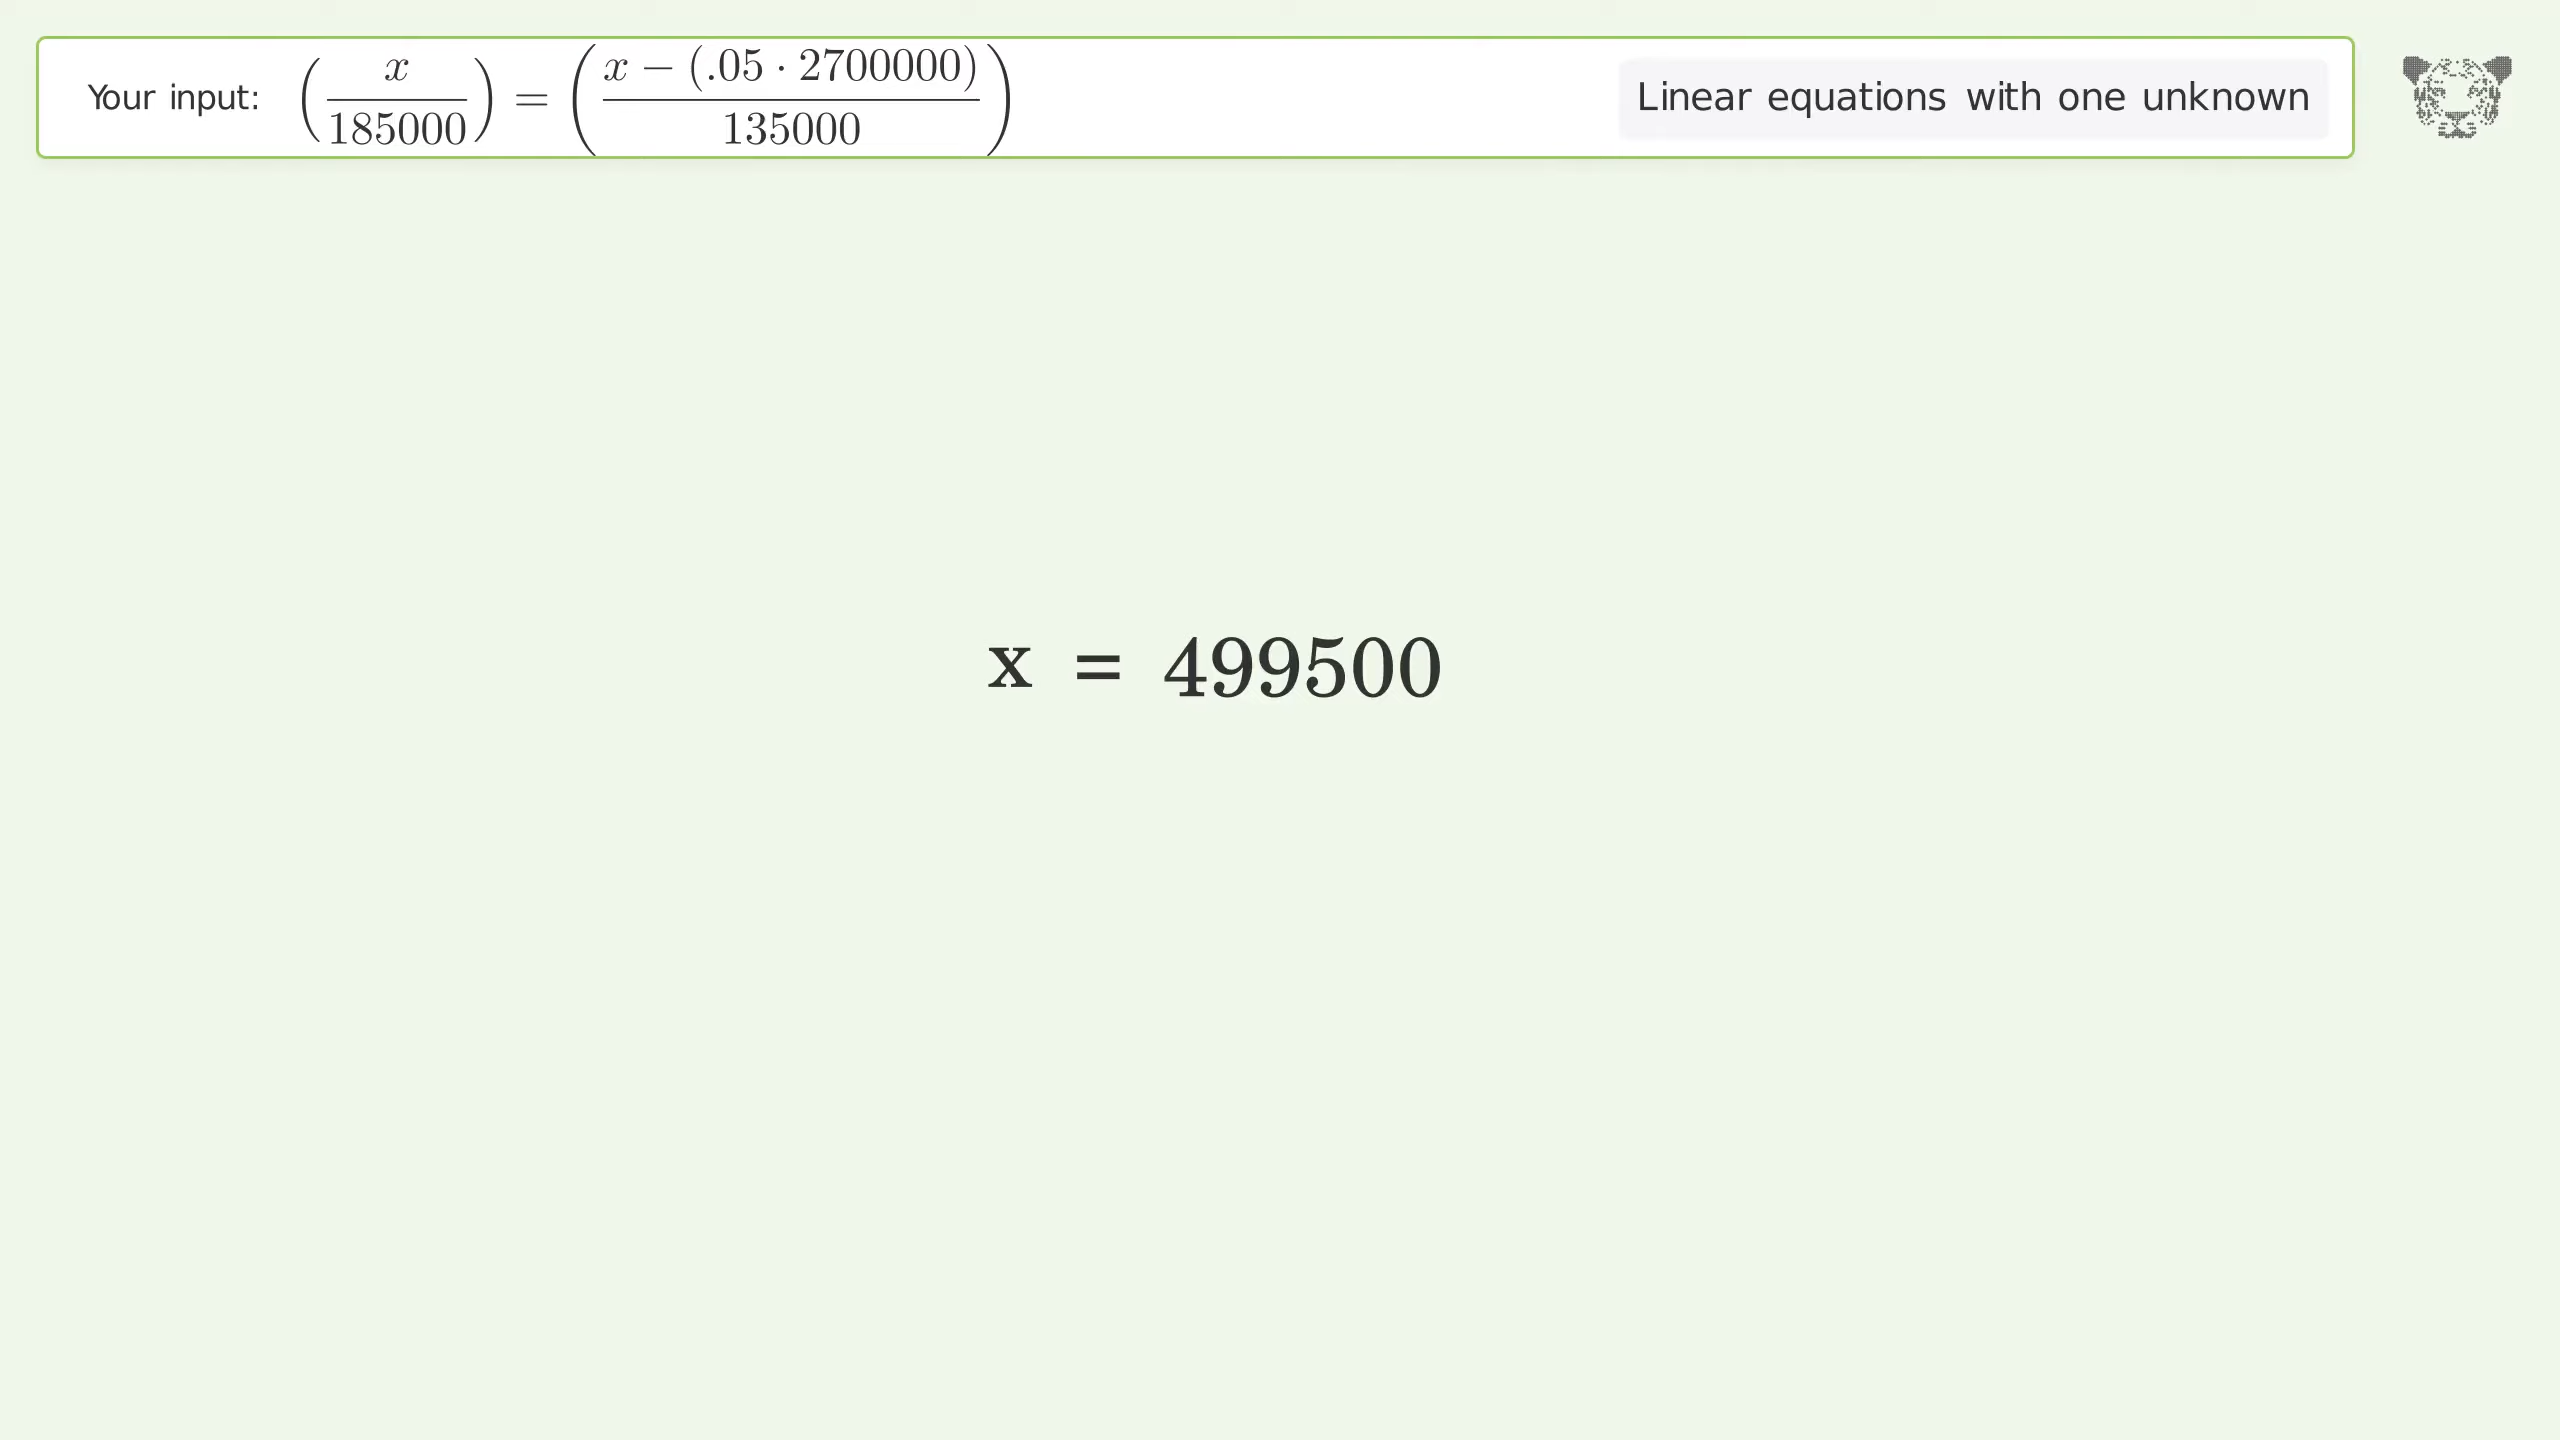 Your input: (x/185000) = (x − (.05 · 2700000)/135000) Linear equations with one unknown
x = 499500